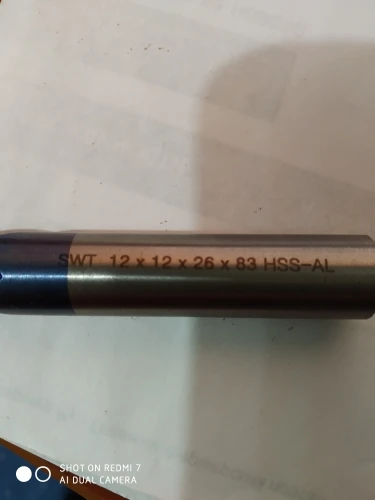 SWT 12 x 12 x 26 x 83 HSS-AL
SHOT ON REDMI 7
AI DUAL CAMERA